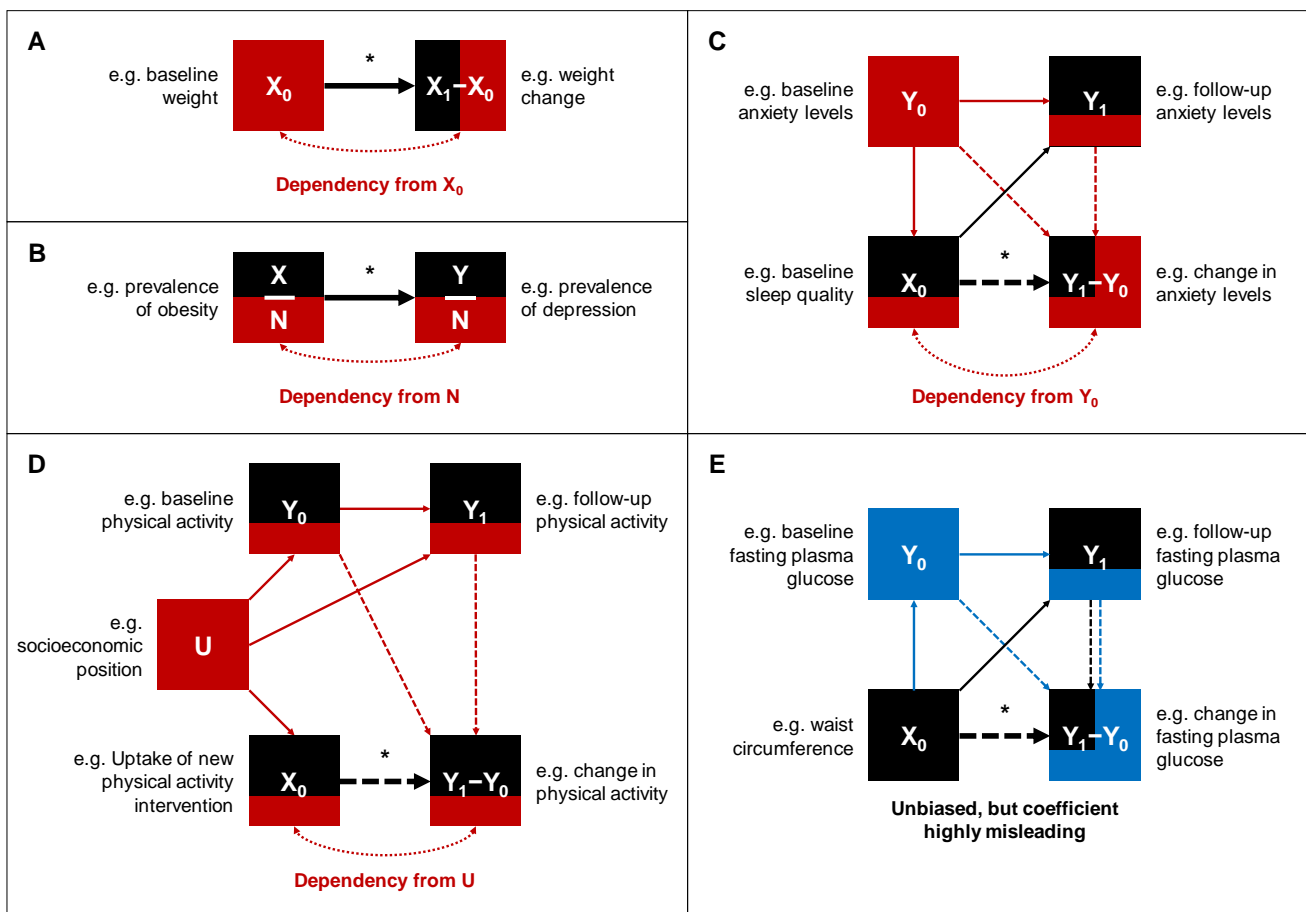 A
e.g. baseline
weight
X₀
*
X₁−X₀
e.g. weight
change
Dependency from X₀
B
e.g. prevalence
of obesity
X
N
*
Y
N
e.g. prevalence
of depression
Dependency from N
C
e.g. baseline
anxiety levels
Y₀
Y₁
e.g. follow-up
anxiety levels
e.g. baseline
sleep quality
X₀
*
Y₁−Y₀
e.g. change in
anxiety levels
Dependency from Y₀
D
e.g. baseline
physical activity
Y₀
Y₁
e.g. follow-up
physical activity
e.g.
socioeconomic
position
U
e.g. Uptake of new
physical activity
intervention
X₀
*
Y₁−Y₀
e.g. change in
physical activity
Dependency from U
E
e.g. baseline
fasting plasma
glucose
Y₀
Y₁
e.g. follow-up
fasting plasma
glucose
e.g. waist
circumference
X₀
*
Y₁−Y₀
e.g. change in
fasting plasma
glucose
Unbiased, but coefficient
highly misleading